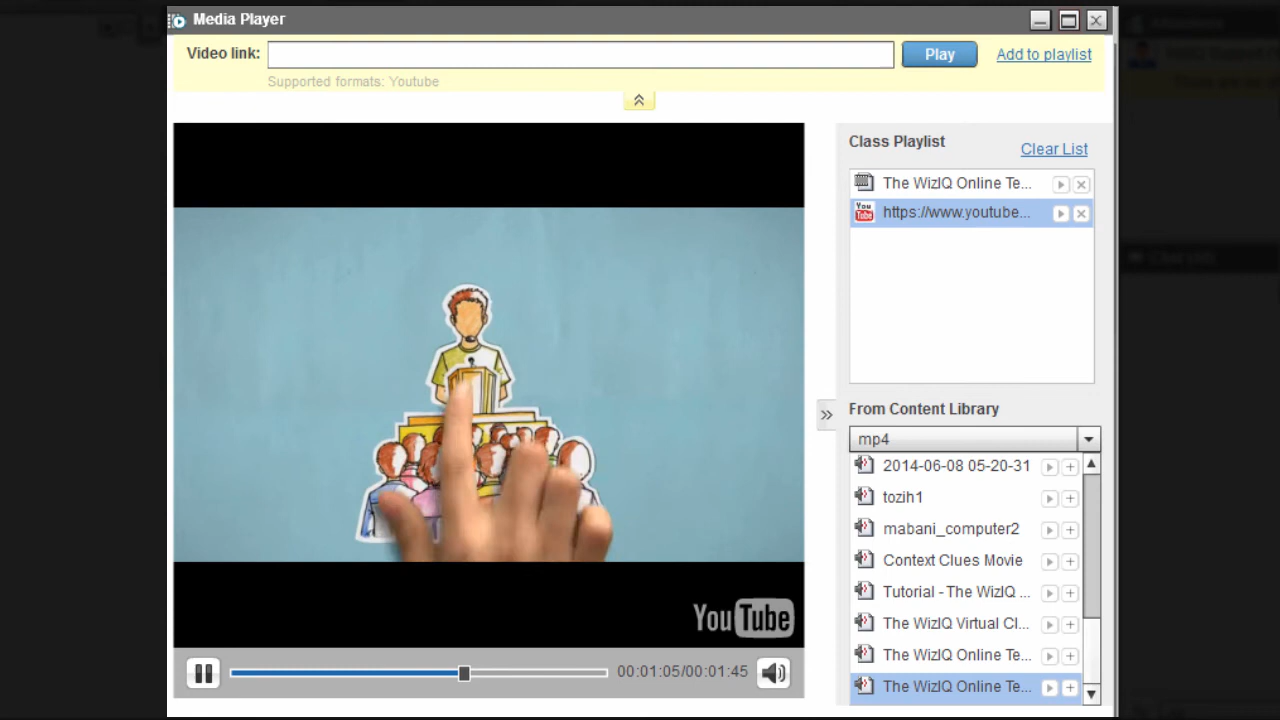 Media Player
Video link:
Play
Add to playlist
Supported formats: Youtube
Class Playlist
Clear List
The WizIQ Online Te...
You
Tube
https://www.youtube...
From Content Library
mp4
2014-06-08 05-20-31
tozih1
mabani_computer2
Context Clues Movie
Tutorial - The WizIQ ...
The WizIQ Virtual Cl...
The WizIQ Online Te...
The WizIQ Online Te...
YouTube
00:01:05/00:01:45